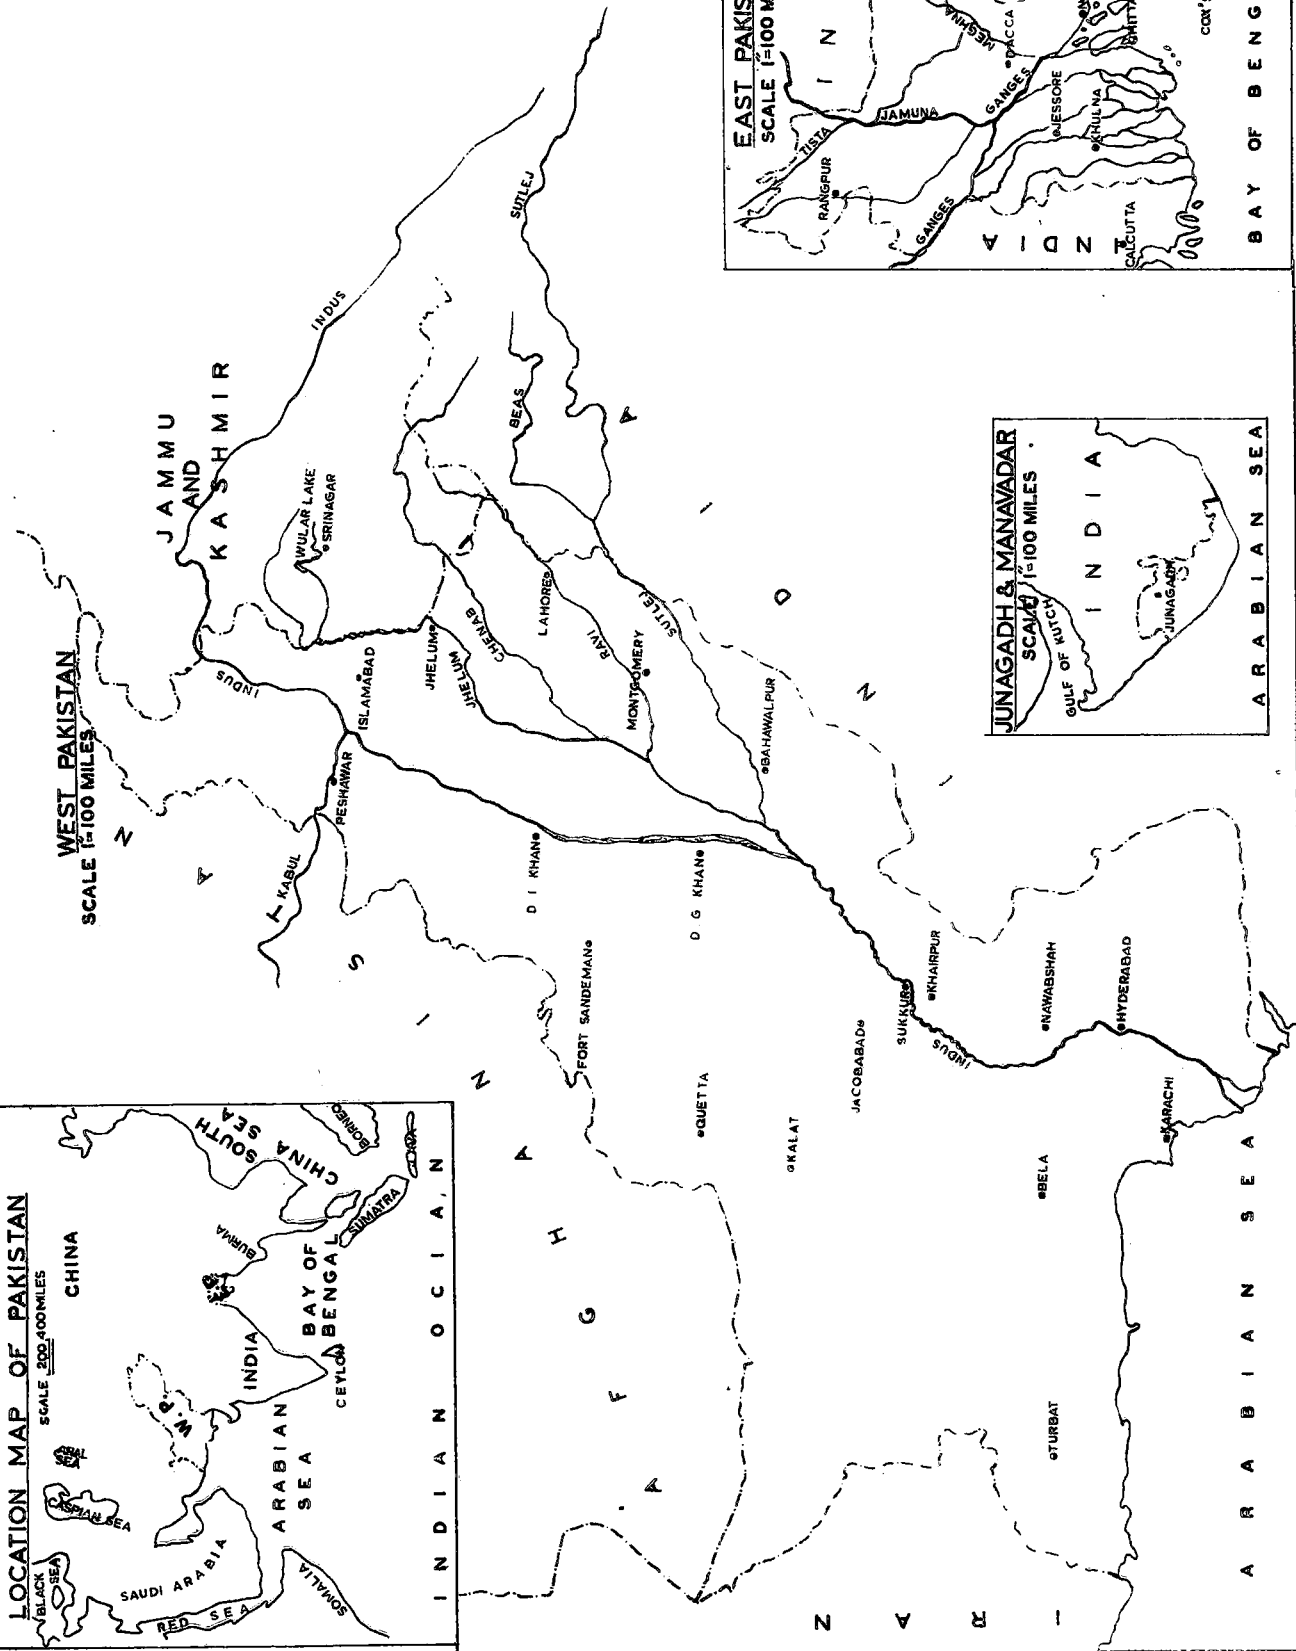 LOCATION MAP OF PAKISTAN
SCALE 200 400 MILES
BLACK
SEA
CASPIAN SEA
CHINA
SAUDI ARABIA
RED SEA
SOMALIA
W.P.
INDIA
BURMA
SOUTH
CHINA
SEA
BORNEO
SUMATRA
ARABIAN
SEA
BAY OF
BENGAL
CEYLON
INDIAN OCIAN
WEST PAKISTAN
SCALE 1"=100 MILES
JAMMU
AND
KASHMIR
AFGHANISTAN
IRAN
INDIA
ARABIAN SEA
INDUS
INDUS
INDUS
KABUL
PESHAWAR
ISLAMABAD
WULAR LAKE
SRINAGAR
JHELUM
JHELUM
CHENAB
LAHORE
RAVI
MONTGOMERY
SUTLEJ
SUTLEJ
BEAS
BAHAWALPUR
D I KHAN
D G KHAN
FORT SANDEMAN
QUETTA
KALAT
JACOBABAD
SUKKUR
KHAIRPUR
NAWABSHAH
HYDERABAD
KARACHI
BELA
TURBAT
JUNAGADH & MANAVADAR
SCALE 1"=100 MILES
GULF OF KUTCH
INDIA
JUNAGADH
ARABIAN SEA
EAST PAKIS
SCALE 1"=100 M
IN
TISTA
RANGPUR
JAMUNA
MEGHNA
DACCA
GANGES
GANGES
JESSORE
KHULNA
INDIA
CALCUTTA
COX'S
BAY OF BENG